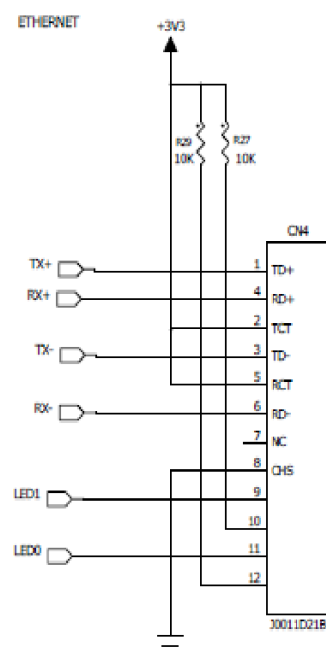 ETHERNET
+3V3
R29
10K
R27
10K
CN4
TX+
1
TD+
RX+
4
RD+
2
TCT
TX-
3
TD-
5
RCT
RX-
6
RD-
7
NC
8
CHS
LED1
9
10
LED0
11
12
J0011D21B